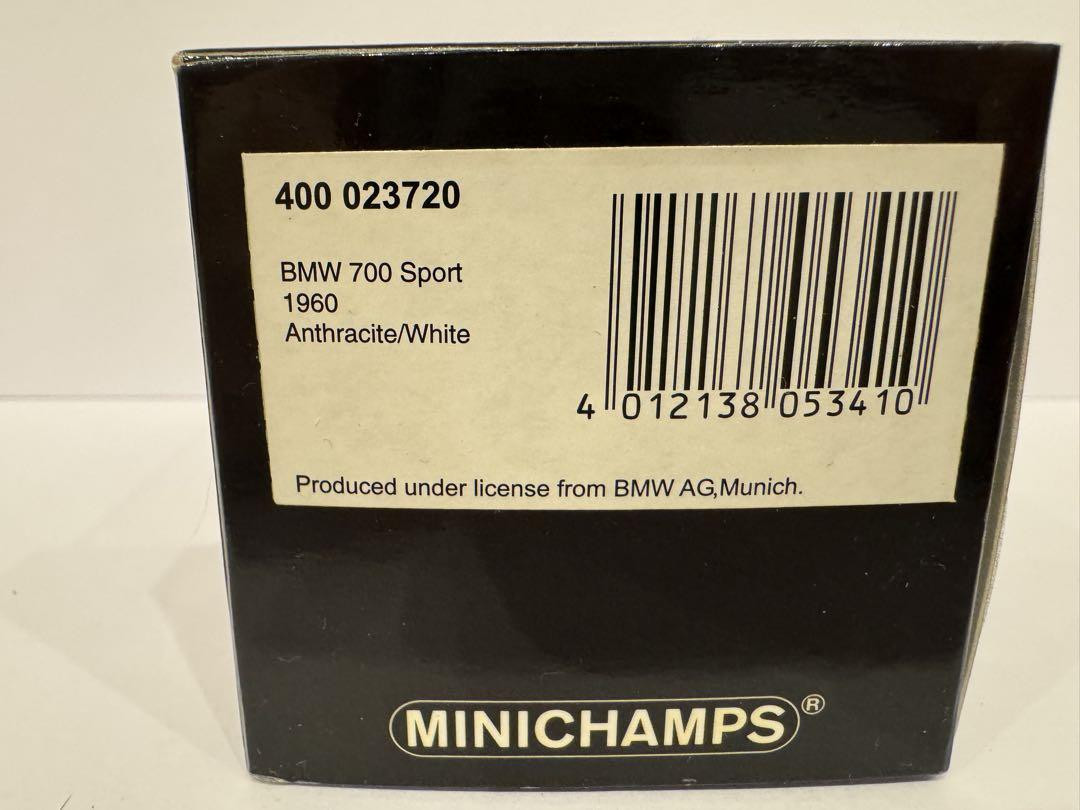 400 023720
BMW 700 Sport
1960
Anthracite/White
4 012138 053410
Produced under license from BMW AG,Munich.
MINICHAMPS®